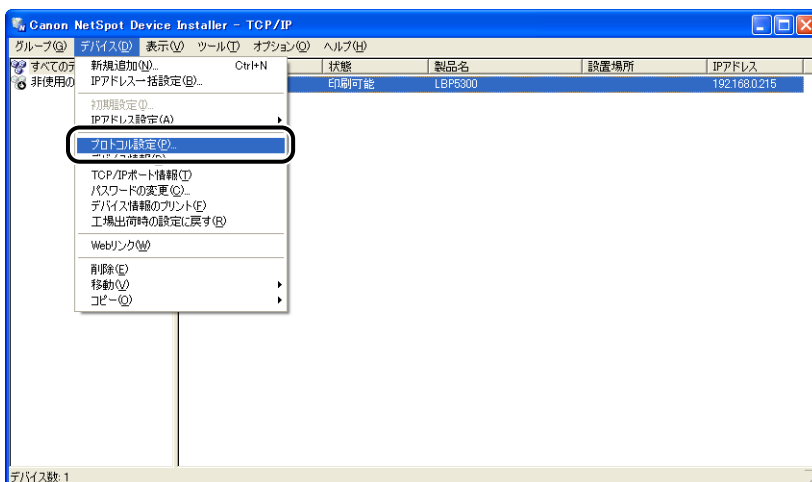 Canon NetSpot Device Installer - TCP/IP
グループ(G) デバイス(D) 表示(V) ツール(T) オプション(O) ヘルプ(H)
すべてのデ
非使用の
新規追加(N)... Ctrl+N
IPアドレス一括設定(B)...
初期設定(I)...
IPアドレス設定(A)
プロトコル設定(P)...
デバイス情報(D)
TCP/IPポート情報(T)
パスワードの変更(C)...
デバイス情報のプリント(F)
工場出荷時の設定に戻す(R)
Webリンク(W)
削除(E)
移動(V)
コピー(O)
状態 製品名 設置場所 IPアドレス
印刷可能 LBP5300 192.168.0.215
デバイス数: 1